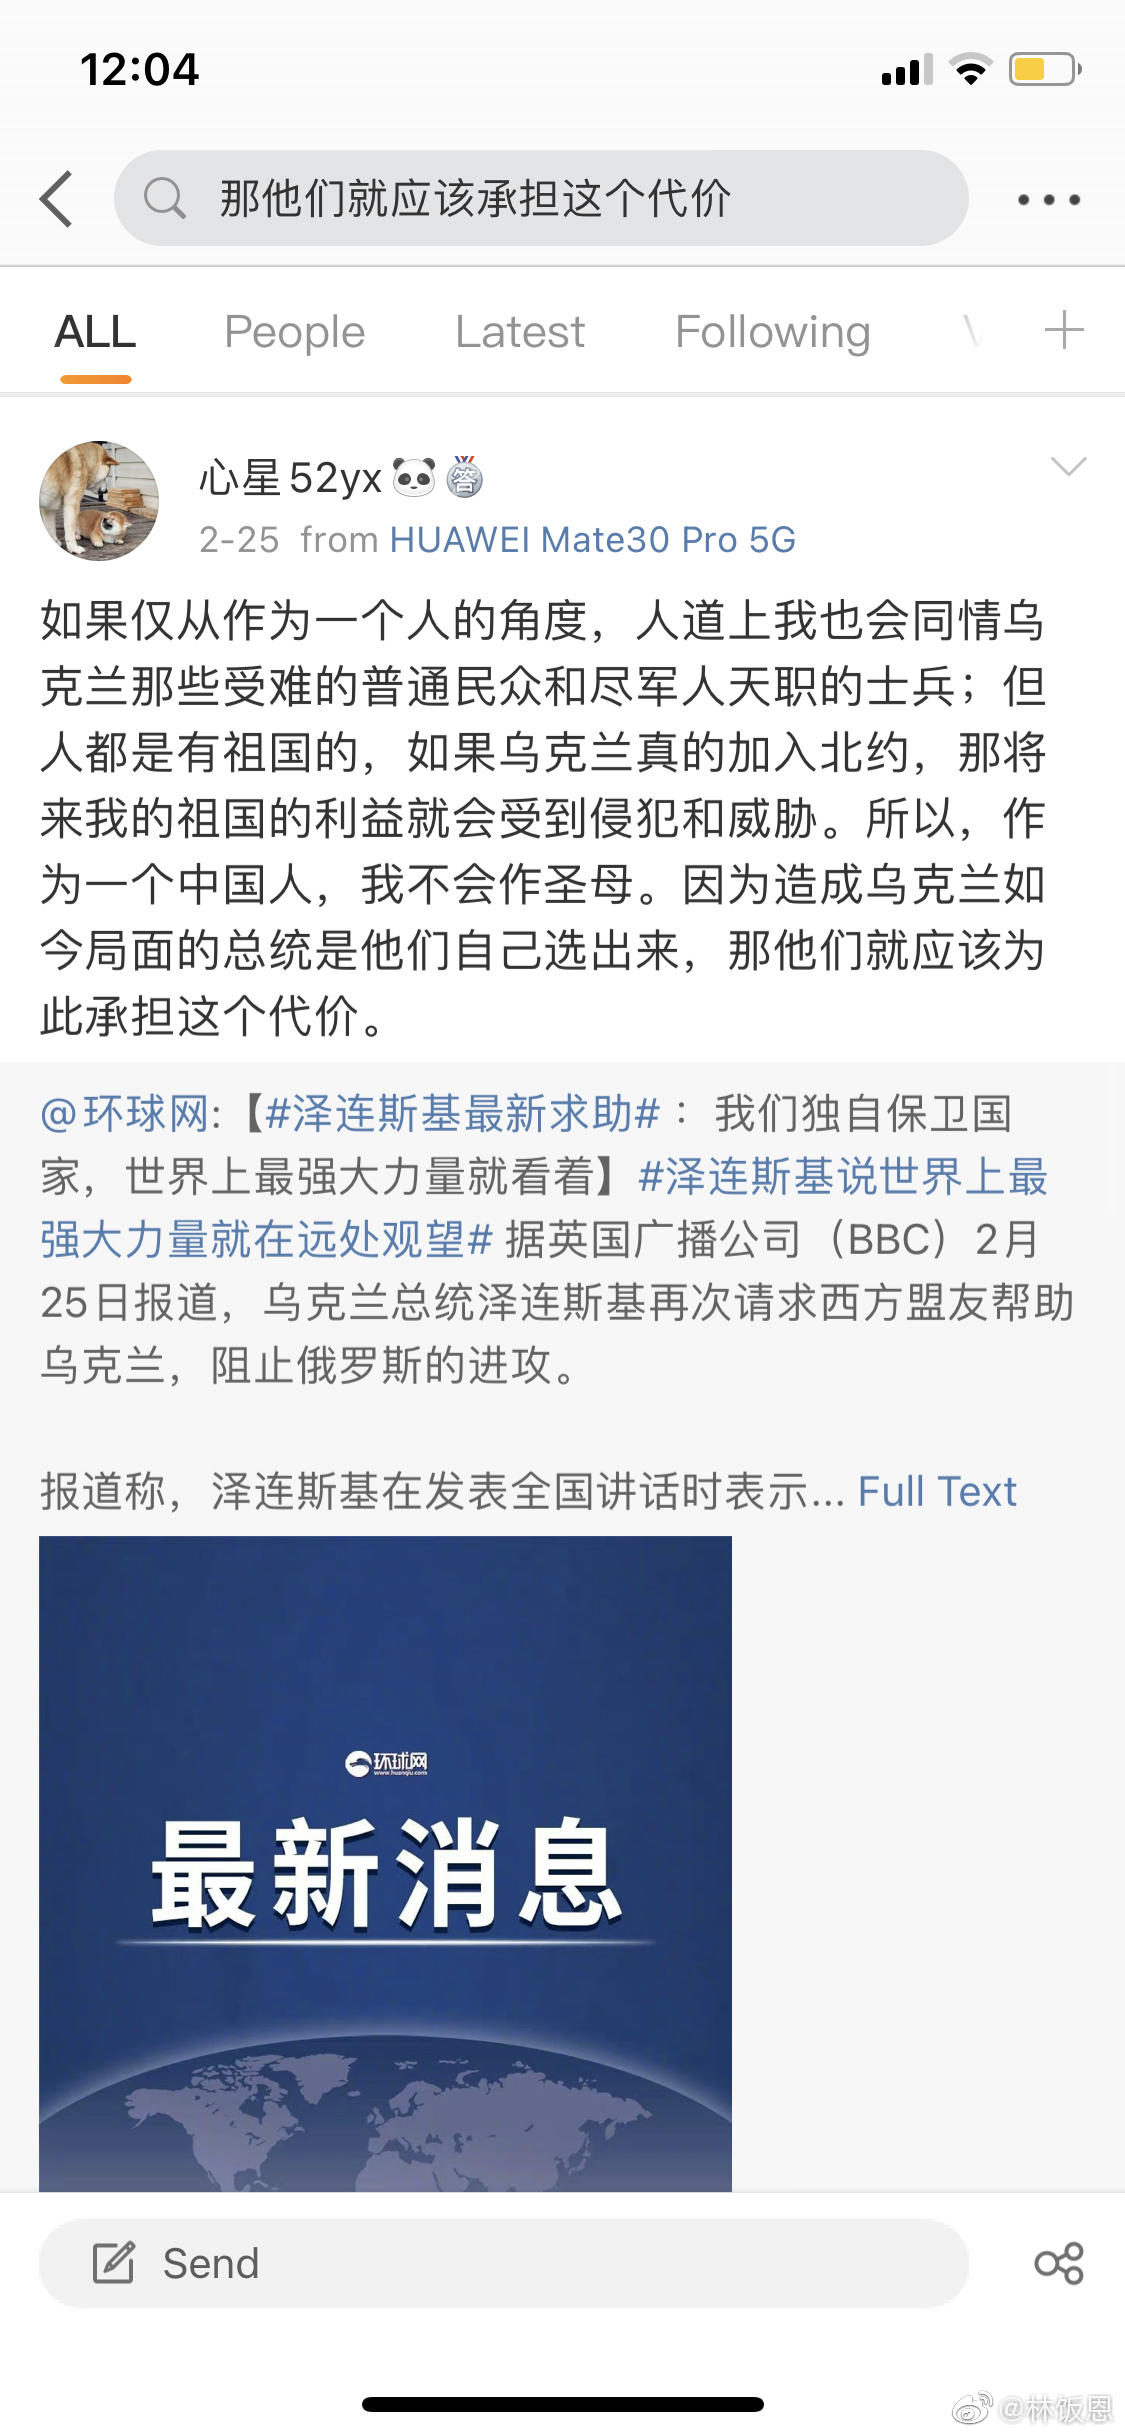 12:04
那他们就应该承担这个代价
ALL People Latest Following
心星52yx
答
2-25 from HUAWEI Mate30 Pro 5G
如果仅从作为一个人的角度，人道上我也会同情乌
克兰那些受难的普通民众和尽军人天职的士兵；但
人都是有祖国的，如果乌克兰真的加入北约，那将
来我的祖国的利益就会受到侵犯和威胁。所以，作
为一个中国人，我不会作圣母。因为造成乌克兰如
今局面的总统是他们自己选出来，那他们就应该为
此承担这个代价。
@环球网:【#泽连斯基最新求助#：我们独自保卫国
家，世界上最强大力量就看着】#泽连斯基说世界上最
强大力量就在远处观望# 据英国广播公司（BBC）2月
25日报道，乌克兰总统泽连斯基再次请求西方盟友帮助
乌克兰，阻止俄罗斯的进攻。
报道称，泽连斯基在发表全国讲话时表示... Full Text
环球网
www.huanqiu.com
最新消息
Send
@林饭恩